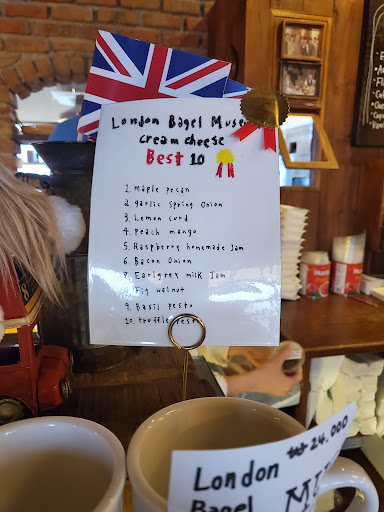 London Bagel Muse
cream cheese
Best 10
1. Maple pecan
2. garlic spring onion
3. Lemon curd
4. peach mango
5. Raspberry homemade Jam
6. Bacon Onion
7. Earlgrey milk Jam
8. Fig walnut
9. Basil pesto
10. truffle
₩ 24.000
London
Bagel Mu